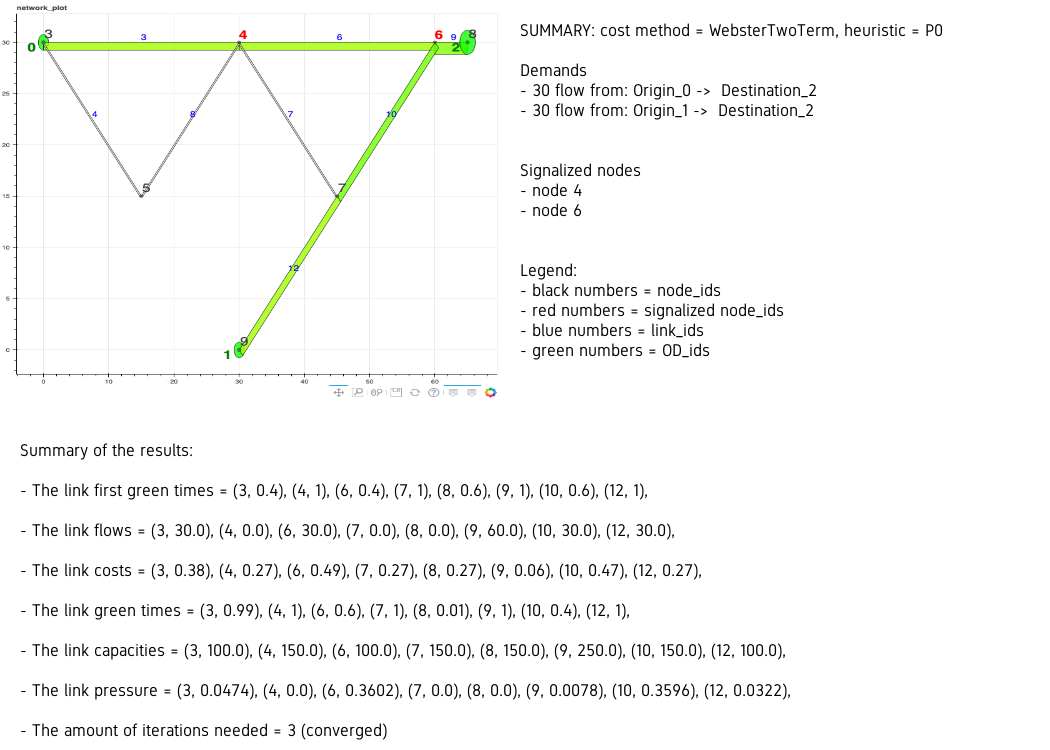 network_plot
3
3
6
9
8
0
4
6
2
30
25
4
8
7
10
20
5
7
15
10
12
5
9
1
0
0
10
20
30
40
50
60
SUMMARY: cost method = WebsterTwoTerm, heuristic = P0
Demands
- 30 flow from: Origin_0 -> Destination_2
- 30 flow from: Origin_1 -> Destination_2
Signalized nodes
- node 4
- node 6
Legend:
- black numbers = node_ids
- red numbers = signalized node_ids
- blue numbers = link_ids
- green numbers = OD_ids
Summary of the results:
- The link first green times = (3, 0.4), (4, 1), (6, 0.4), (7, 1), (8, 0.6), (9, 1), (10, 0.6), (12, 1),
- The link flows = (3, 30.0), (4, 0.0), (6, 30.0), (7, 0.0), (8, 0.0), (9, 60.0), (10, 30.0), (12, 30.0),
- The link costs = (3, 0.38), (4, 0.27), (6, 0.49), (7, 0.27), (8, 0.27), (9, 0.06), (10, 0.47), (12, 0.27),
- The link green times = (3, 0.99), (4, 1), (6, 0.6), (7, 1), (8, 0.01), (9, 1), (10, 0.4), (12, 1),
- The link capacities = (3, 100.0), (4, 150.0), (6, 100.0), (7, 150.0), (8, 150.0), (9, 250.0), (10, 150.0), (12, 100.0),
- The link pressure = (3, 0.0474), (4, 0.0), (6, 0.3602), (7, 0.0), (8, 0.0), (9, 0.0078), (10, 0.3596), (12, 0.0322),
- The amount of iterations needed = 3 (converged)